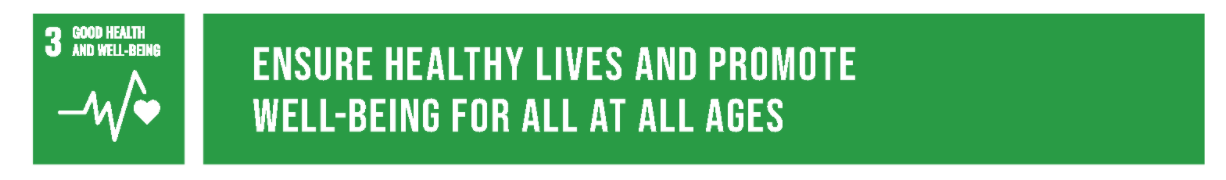 3 GOOD HEALTH
AND WELL-BEING
ENSURE HEALTHY LIVES AND PROMOTE
WELL-BEING FOR ALL AT ALL AGES